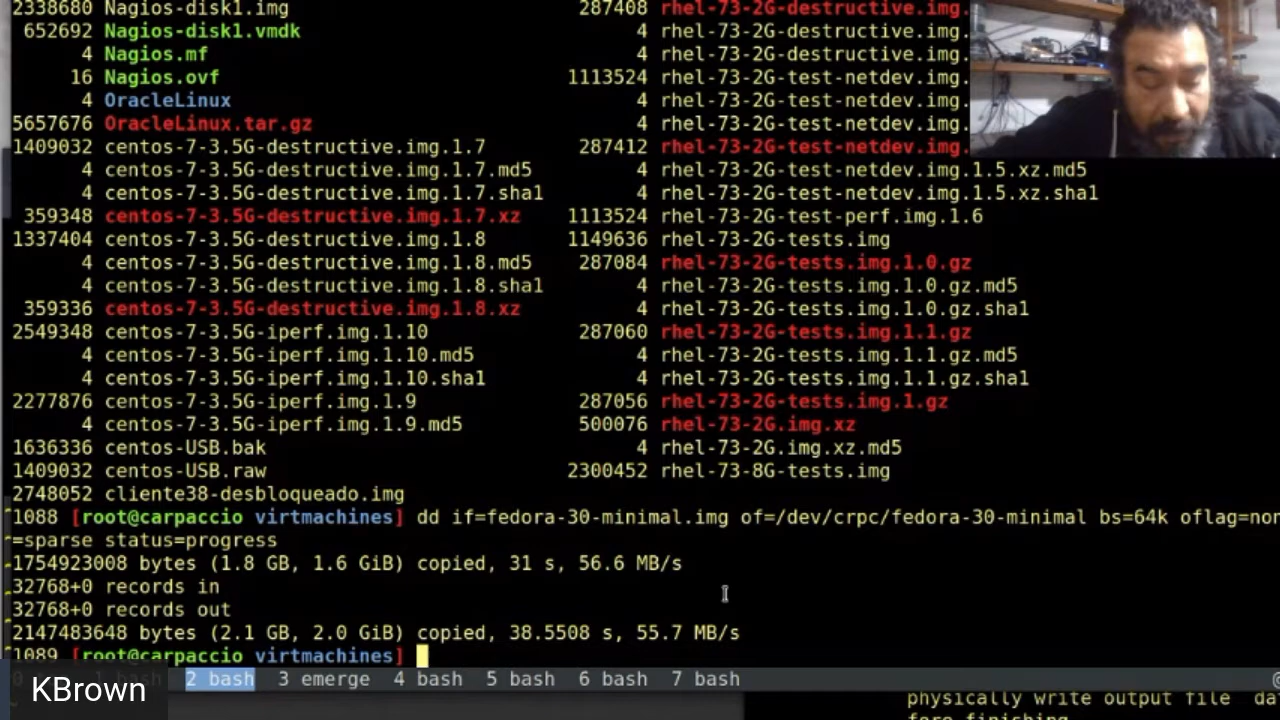 2338680 Nagios-disk1.img 287408 rhel-73-2G-destructive.img.
652692 Nagios-disk1.vmdk 4 rhel-73-2G-destructive.img.
4 Nagios.mf 4 rhel-73-2G-destructive.img.
16 Nagios.ovf 1113524 rhel-73-2G-test-netdev.img.
4 OracleLinux 4 rhel-73-2G-test-netdev.img.
5657676 OracleLinux.tar.gz 4 rhel-73-2G-test-netdev.img.
1409032 centos-7-3.5G-destructive.img.1.7 287412 rhel-73-2G-test-netdev.img.
4 centos-7-3.5G-destructive.img.1.7.md5 4 rhel-73-2G-test-netdev.img.1.5.xz.md5
4 centos-7-3.5G-destructive.img.1.7.sha1 4 rhel-73-2G-test-netdev.img.1.5.xz.sha1
359348 centos-7-3.5G-destructive.img.1.7.xz 1113524 rhel-73-2G-test-perf.img.1.6
1337404 centos-7-3.5G-destructive.img.1.8 1149636 rhel-73-2G-tests.img
4 centos-7-3.5G-destructive.img.1.8.md5 287084 rhel-73-2G-tests.img.1.0.gz
4 centos-7-3.5G-destructive.img.1.8.sha1 4 rhel-73-2G-tests.img.1.0.gz.md5
359336 centos-7-3.5G-destructive.img.1.8.xz 4 rhel-73-2G-tests.img.1.0.gz.sha1
2549348 centos-7-3.5G-iperf.img.1.10 287060 rhel-73-2G-tests.img.1.1.gz
4 centos-7-3.5G-iperf.img.1.10.md5 4 rhel-73-2G-tests.img.1.1.gz.md5
4 centos-7-3.5G-iperf.img.1.10.sha1 4 rhel-73-2G-tests.img.1.1.gz.sha1
2277876 centos-7-3.5G-iperf.img.1.9 287056 rhel-73-2G-tests.img.1.gz
4 centos-7-3.5G-iperf.img.1.9.md5 500076 rhel-73-2G.img.xz
1636336 centos-USB.bak 4 rhel-73-2G.img.xz.md5
1409032 centos-USB.raw 2300452 rhel-73-8G-tests.img
2748052 cliente38-desbloqueado.img
1088 [root@carpaccio virtmachines] dd if=fedora-30-minimal.img of=/dev/crpc/fedora-30-minimal bs=64k oflag=non
=sparse status=progress
1754923008 bytes (1.8 GB, 1.6 GiB) copied, 31 s, 56.6 MB/s
32768+0 records in
32768+0 records out
2147483648 bytes (2.1 GB, 2.0 GiB) copied, 38.5508 s, 55.7 MB/s
1089 [root@carpaccio virtmachines]
bash 2 bash 3 emerge 4 bash 5 bash 6 bash 7 bash
KBrown
physically write output file da
fore finishing